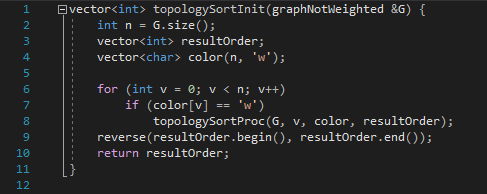 1 vector<int> topologySortInit(graphNotWeighted &G) {
2     int n = G.size();
3     vector<int> resultOrder;
4     vector<char> color(n, 'w');
5
6     for (int v = 0; v < n; v++)
7         if (color[v] == 'w')
8             topologySortProc(G, v, color, resultOrder);
9     reverse(resultOrder.begin(), resultOrder.end());
10     return resultOrder;
11 }
12